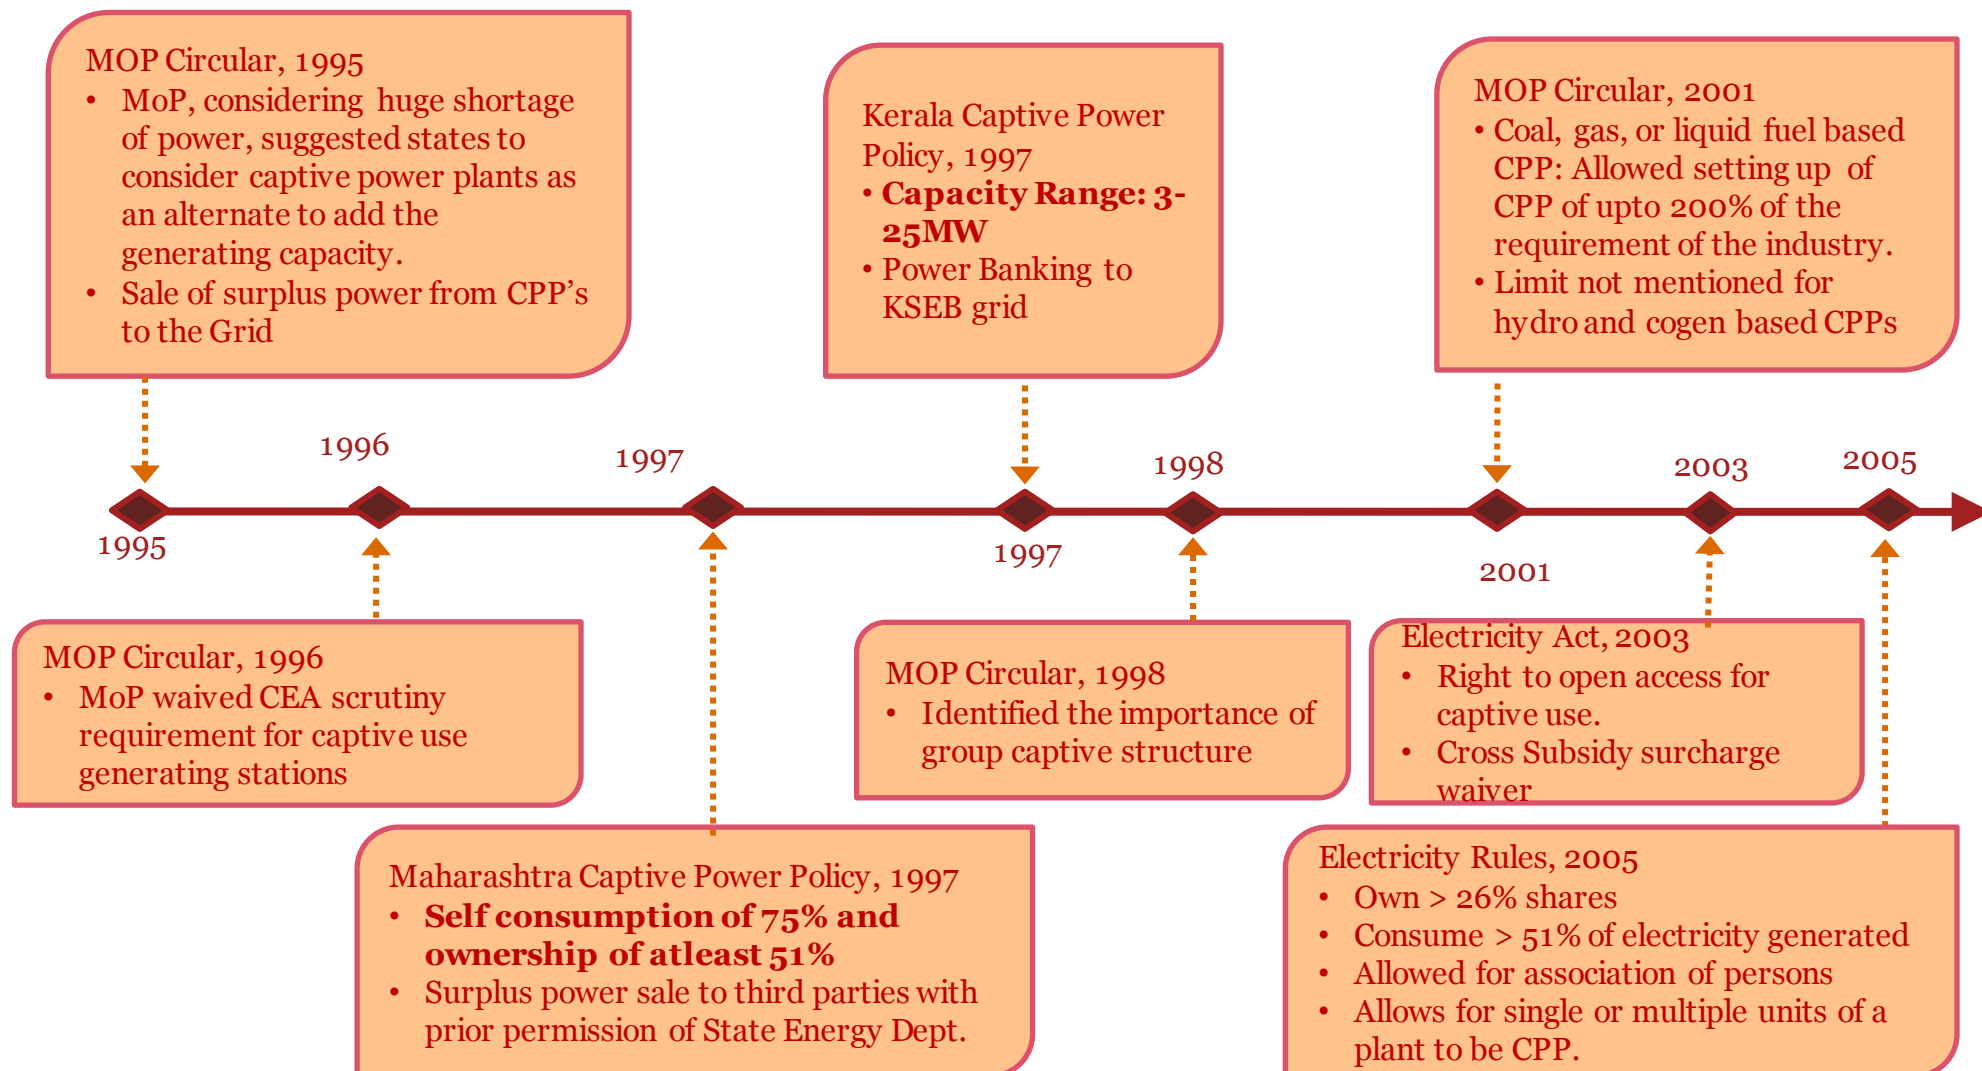 MOP Circular, 1995
• MoP, considering huge shortage
of power, suggested states to
consider captive power plants as
an alternate to add the
generating capacity.
• Sale of surplus power from CPP's
to the Grid
Kerala Captive Power
Policy, 1997
• Capacity Range: 3-
25MW
• Power Banking to
KSEB grid
MOP Circular, 2001
• Coal, gas, or liquid fuel based
CPP: Allowed setting up of
CPP of upto 200% of the
requirement of the industry.
• Limit not mentioned for
hydro and cogen based CPPs
1996
1997
1998
2003
2005
1995
1997
2001
MOP Circular, 1996
• MoP waived CEA scrutiny
requirement for captive use
generating stations
MOP Circular, 1998
• Identified the importance of
group captive structure
Electricity Act, 2003
• Right to open access for
captive use.
• Cross Subsidy surcharge
waiver
Maharashtra Captive Power Policy, 1997
• Self consumption of 75% and
ownership of atleast 51%
• Surplus power sale to third parties with
prior permission of State Energy Dept.
Electricity Rules, 2005
• Own > 26% shares
• Consume > 51% of electricity generated
• Allowed for association of persons
• Allows for single or multiple units of a
plant to be CPP.